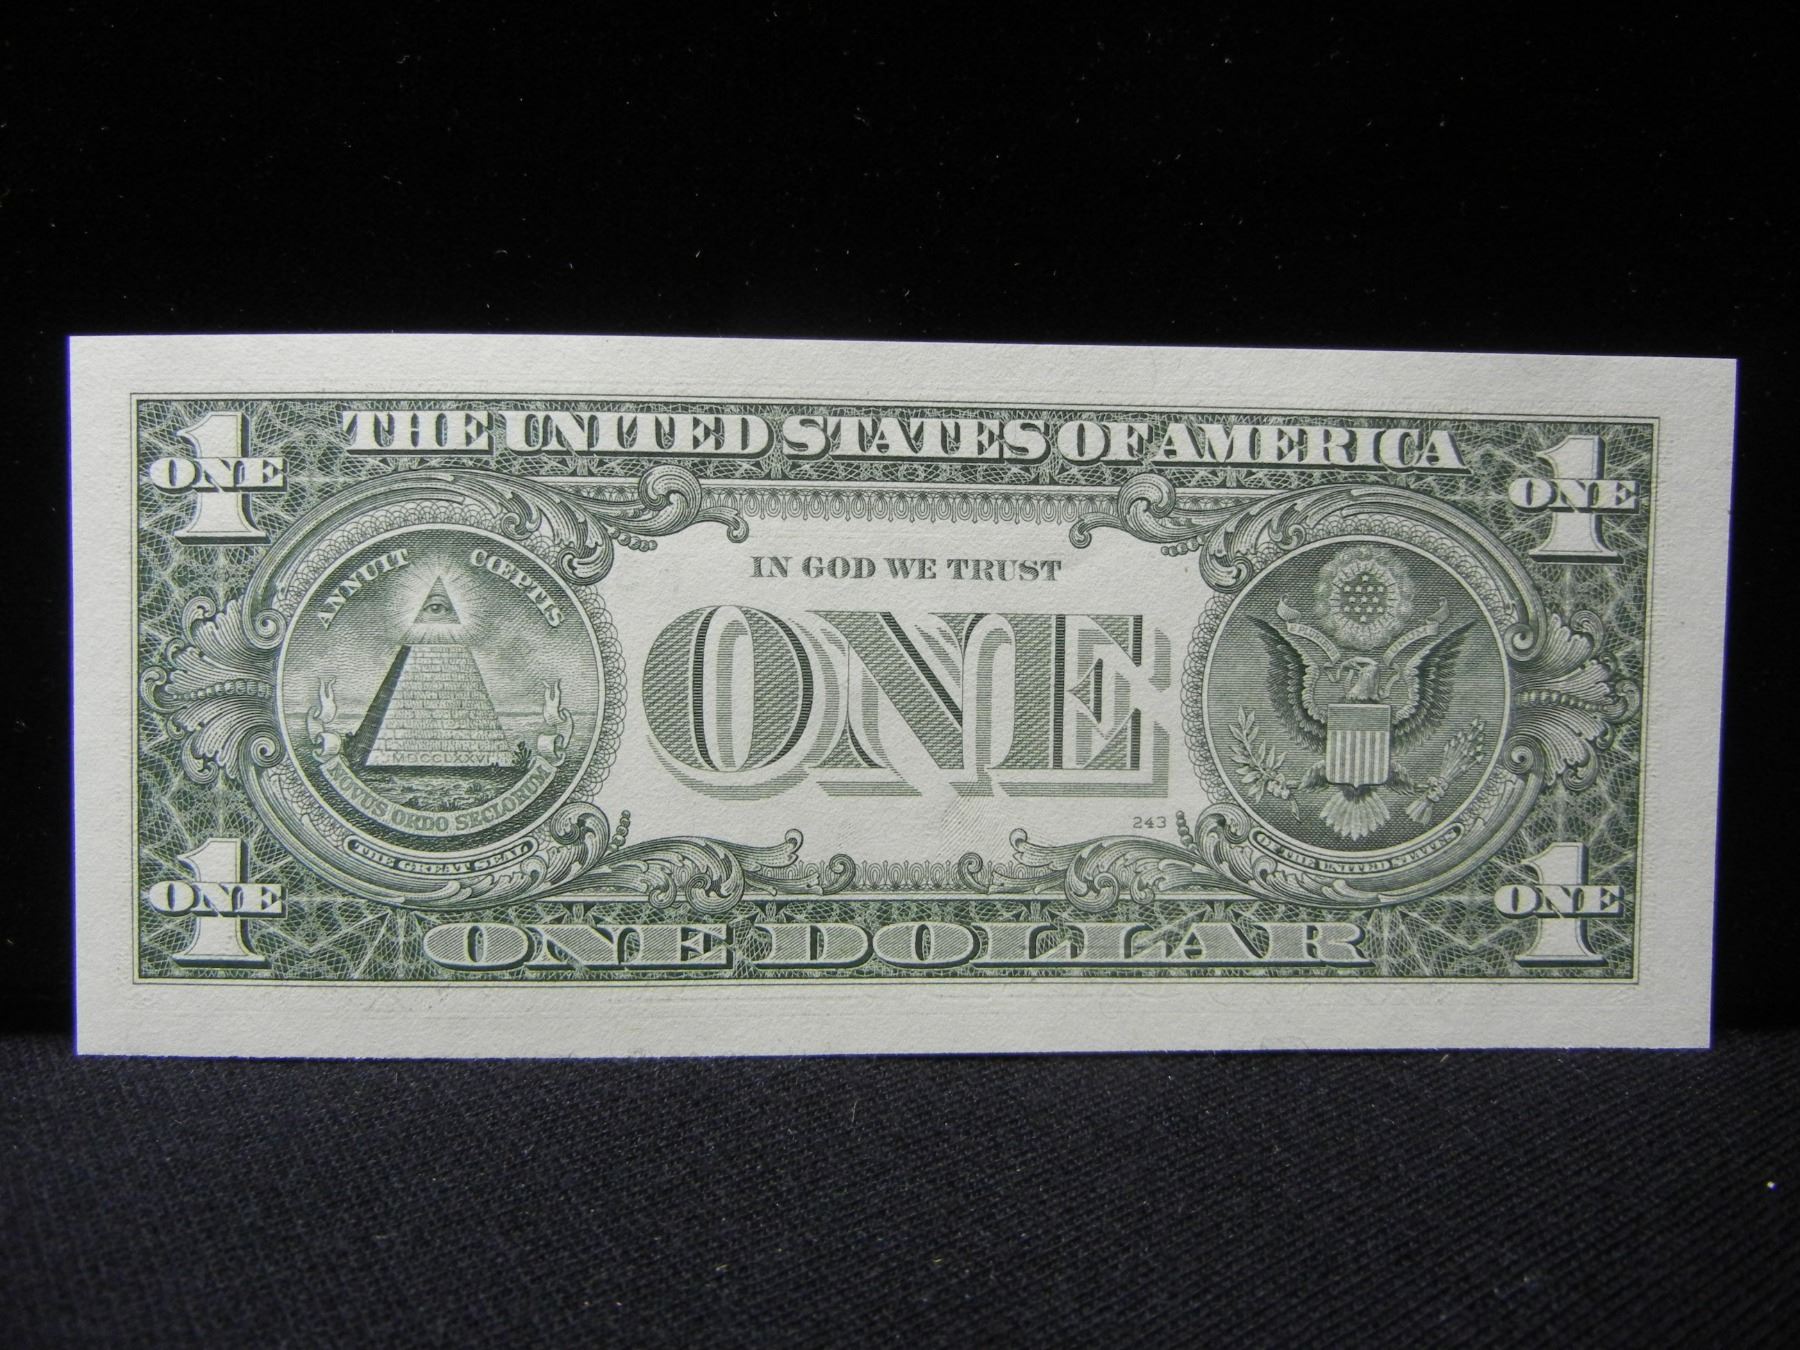 THE UNITED STATES OF AMERICA
1
ONE
1
ONE
ANNUIT CŒPTIS
MDCCLXXVI
NOVUS ORDO SECLORUM
THE GREAT SEAL
IN GOD WE TRUST
ONE
243
OF THE UNITED STATES
1
ONE
1
ONE
ONE DOLLAR